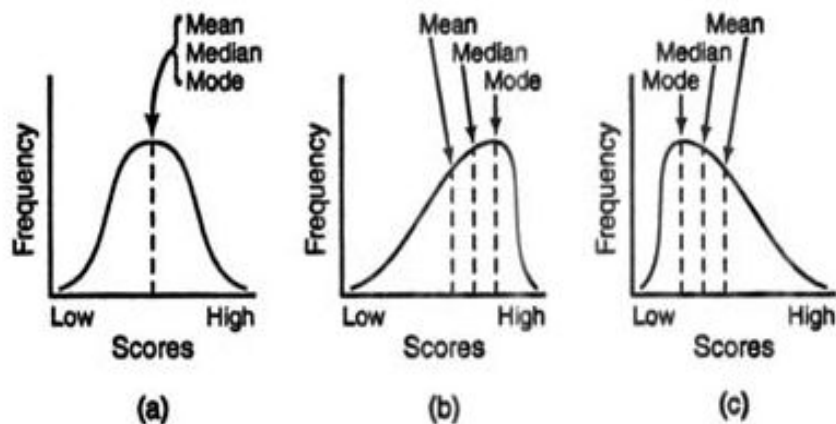 Mean
Median
Mode
Frequency
Low High
Scores
(a)
Mean
Median
Mode
Frequency
Low High
Scores
(b)
Mean
Median
Mode
Frequency
Low High
Scores
(c)